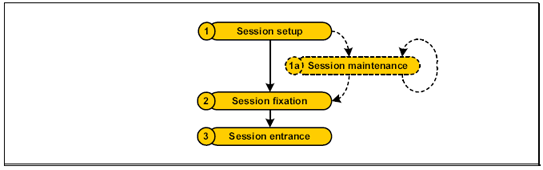 1 Session setup
1a Session maintenance
2 Session fixation
3 Session entrance